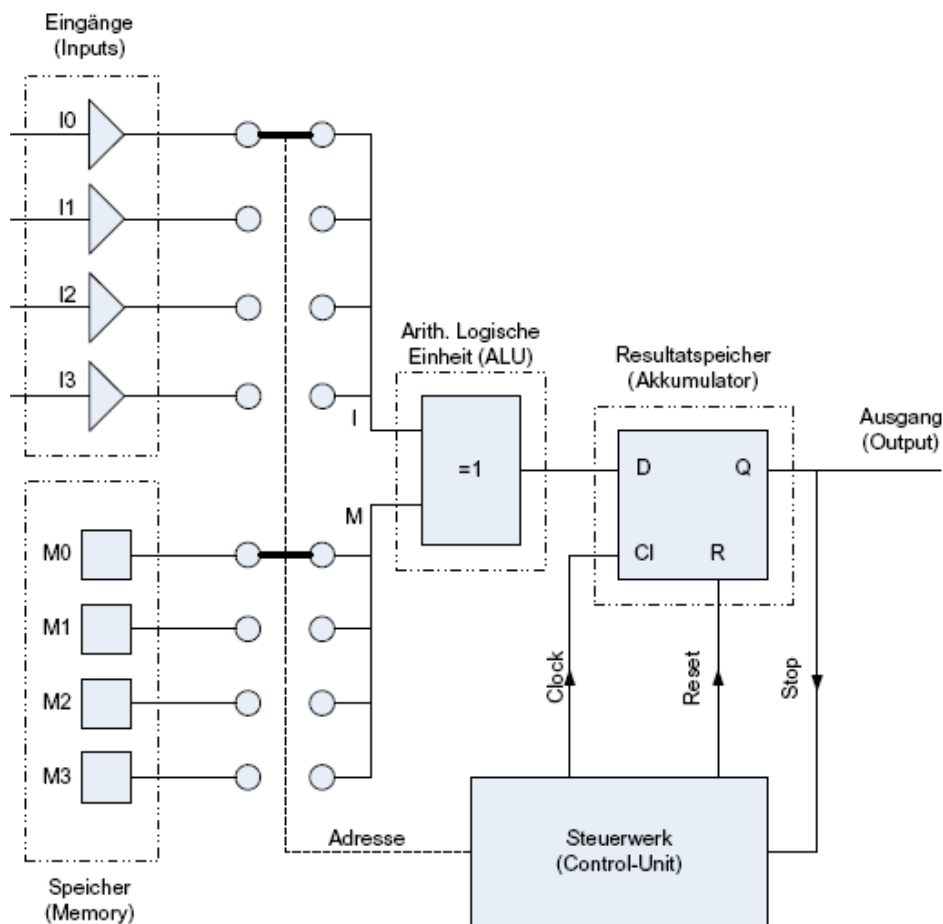 Eingänge
(Inputs)
I0
I1
I2
I3
I
M
Arith. Logische
Einheit (ALU)
=1
Resultatspeicher
(Akkumulator)
D
Q
Cl
R
Ausgang
(Output)
M0
M1
M2
M3
Clock
Reset
Stop
Adresse
Steuerwerk
(Control-Unit)
Speicher
(Memory)